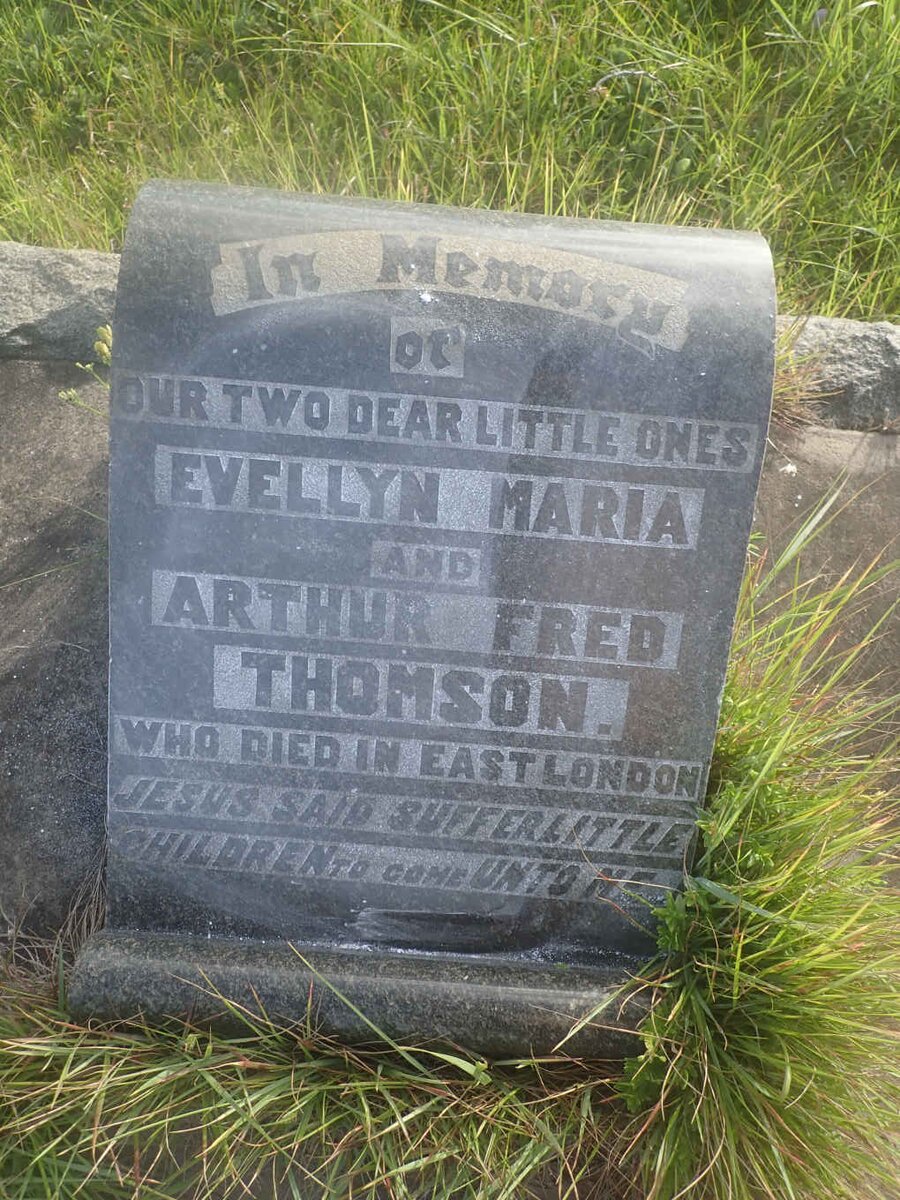 In Memory
of
OUR TWO DEAR LITTLE ONES
EVELLYN MARIA
AND
ARTHUR FRED
THOMSON.
WHO DIED IN EAST LONDON
JESUS SAID SUFFER LITTLE
CHILDREN TO COME UNTO ME